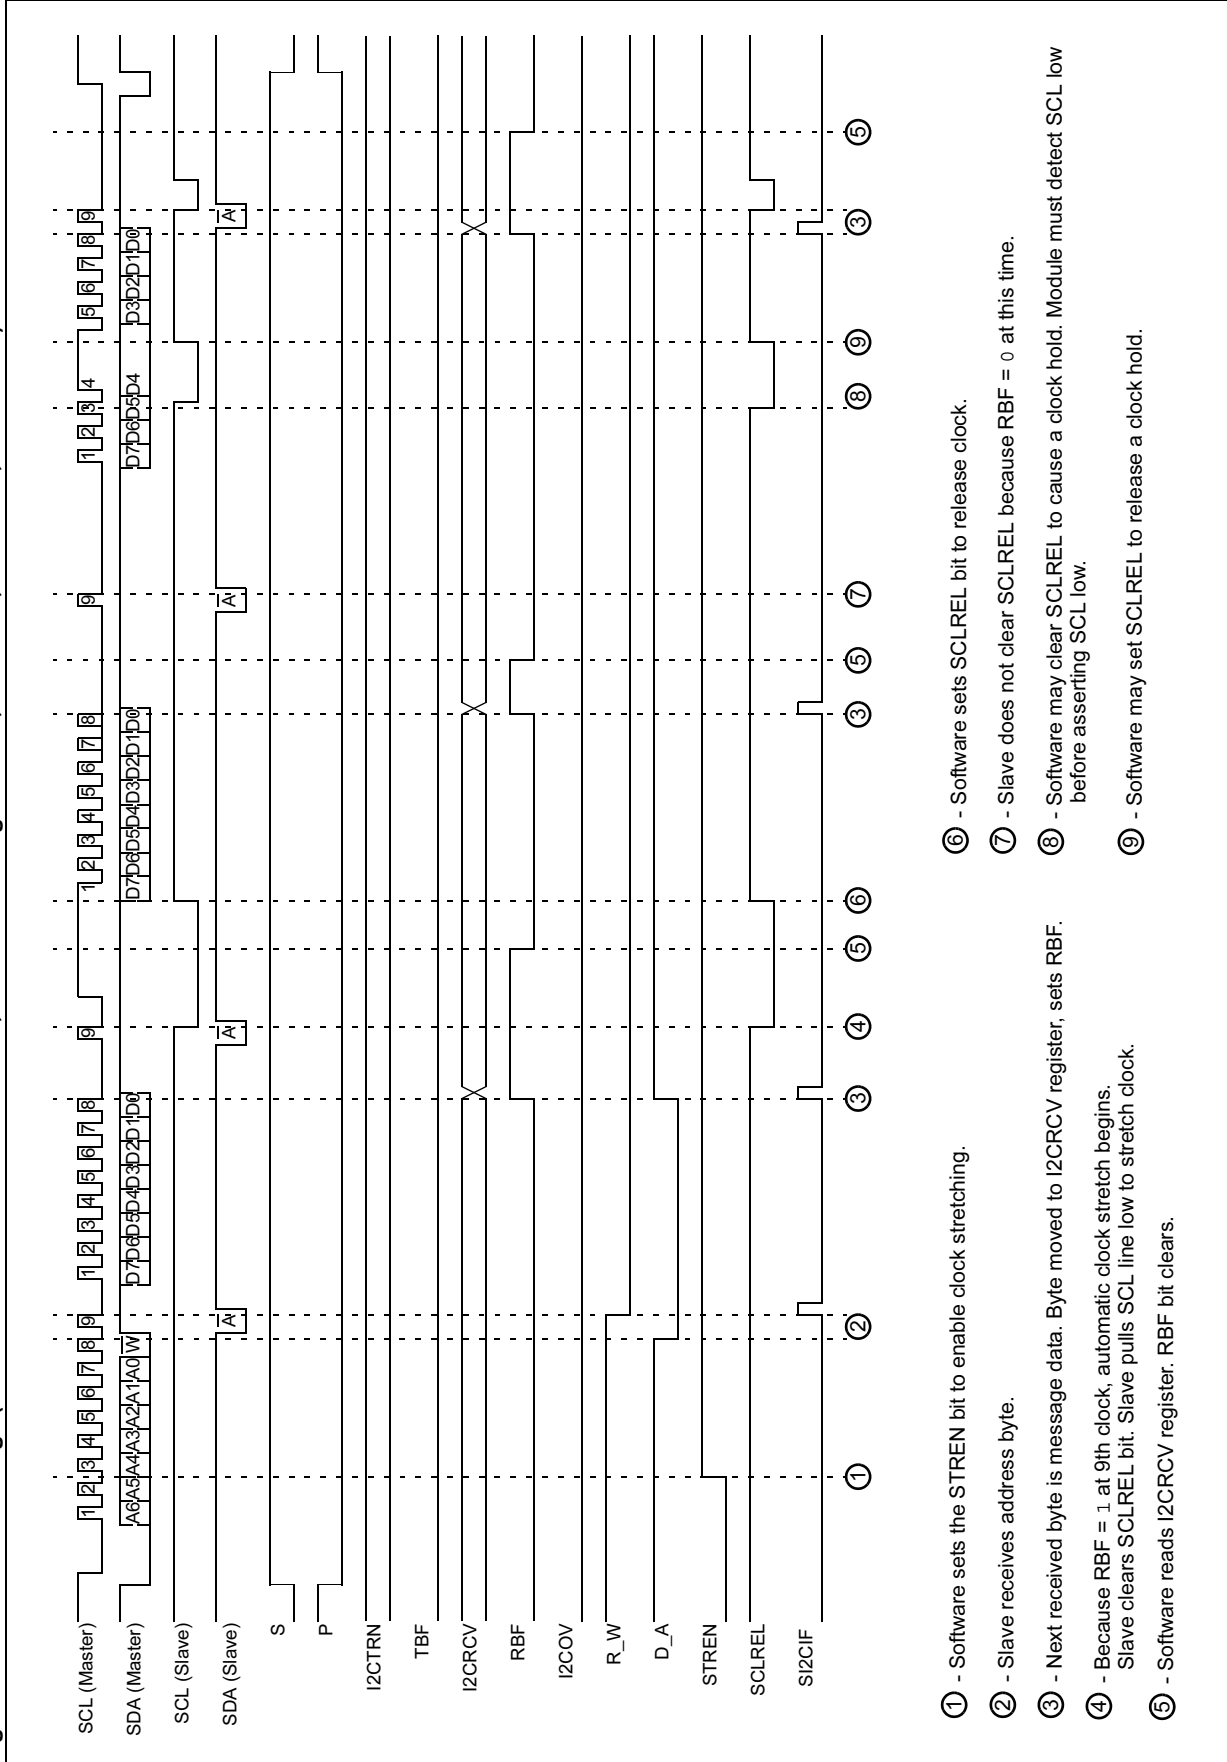 SCL (Master)
1 2 3 4 5 6 7 8 9 1 2 3 4 5 6 7 8 9 1 2 3 4 5 6 7 8 9 1 2 3 4 5 6 7 8 9
SDA (Master)
A6 A5 A4 A3 A2 A1 A0 W D7 D6 D5 D4 D3 D2 D1 D0 D7 D6 D5 D4 D3 D2 D1 D0 D7 D6 D5 D4 D3 D2 D1 D0
SCL (Slave)
SDA (Slave)
A A A A
S
P
I2CTRN
TBF
I2CRCV
RBF
I2COV
R_W
D_A
STREN
SCLREL
SI2CIF
1 2 3 4 5 6 3 5 7 8 9 3 5
1 - Software sets the STREN bit to enable clock stretching.
2 - Slave receives address byte.
3 - Next received byte is message data. Byte moved to I2CRCV register, sets RBF.
4 - Because RBF = 1 at 9th clock, automatic clock stretch begins.
Slave clears SCLREL bit. Slave pulls SCL line low to stretch clock.
5 - Software reads I2CRCV register. RBF bit clears.
6 - Software sets SCLREL bit to release clock.
7 - Slave does not clear SCLREL because RBF = 0 at this time.
8 - Software may clear SCLREL to cause a clock hold. Module must detect SCL low
before asserting SCL low.
9 - Software may set SCLREL to release a clock hold.